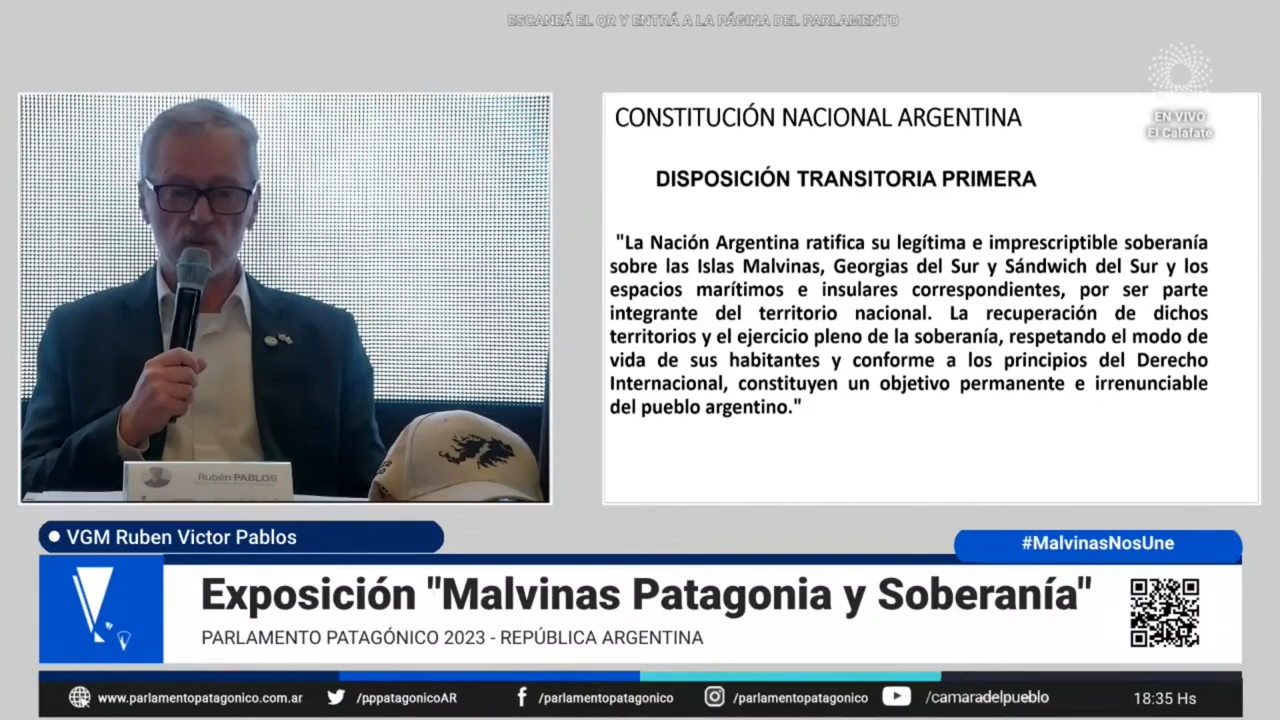 ESCANEÁ EL QR Y ENTRÁ A LA PÁGINA DEL PARLAMENTO
EN VIVO
El Calafate
CONSTITUCIÓN NACIONAL ARGENTINA
DISPOSICIÓN TRANSITORIA PRIMERA
"La Nación Argentina ratifica su legítima e imprescriptible soberanía
sobre las Islas Malvinas, Georgias del Sur y Sándwich del Sur y los
espacios marítimos e insulares correspondientes, por ser parte
integrante del territorio nacional. La recuperación de dichos
territorios y el ejercicio pleno de la soberanía, respetando el modo de
vida de sus habitantes y conforme a los principios del Derecho
Internacional, constituyen un objetivo permanente e irrenunciable
del pueblo argentino."
Rubén PABLOS
VGM Ruben Victor Pablos
#MalvinasNosUne
Exposición "Malvinas Patagonia y Soberanía"
PARLAMENTO PATAGÓNICO 2023 - REPÚBLICA ARGENTINA
www.parlamentopatagonico.com.ar
/pppatagonicoAR
/parlamentopatagonico
/parlamentopatagonico
/camaradelpueblo
18:35 Hs